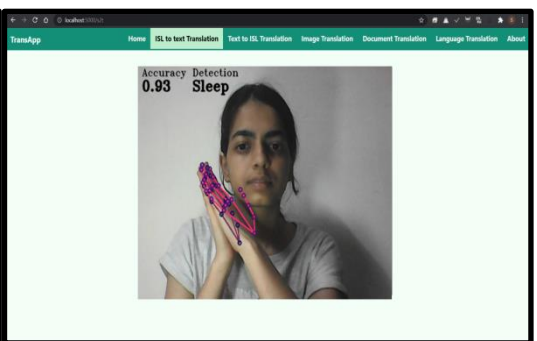 localhost
TransApp Home ISL to text Translation Text to ISL Translation Image Translation Document Translation Language Translation About
Accuracy Detection
0.93 Sleep